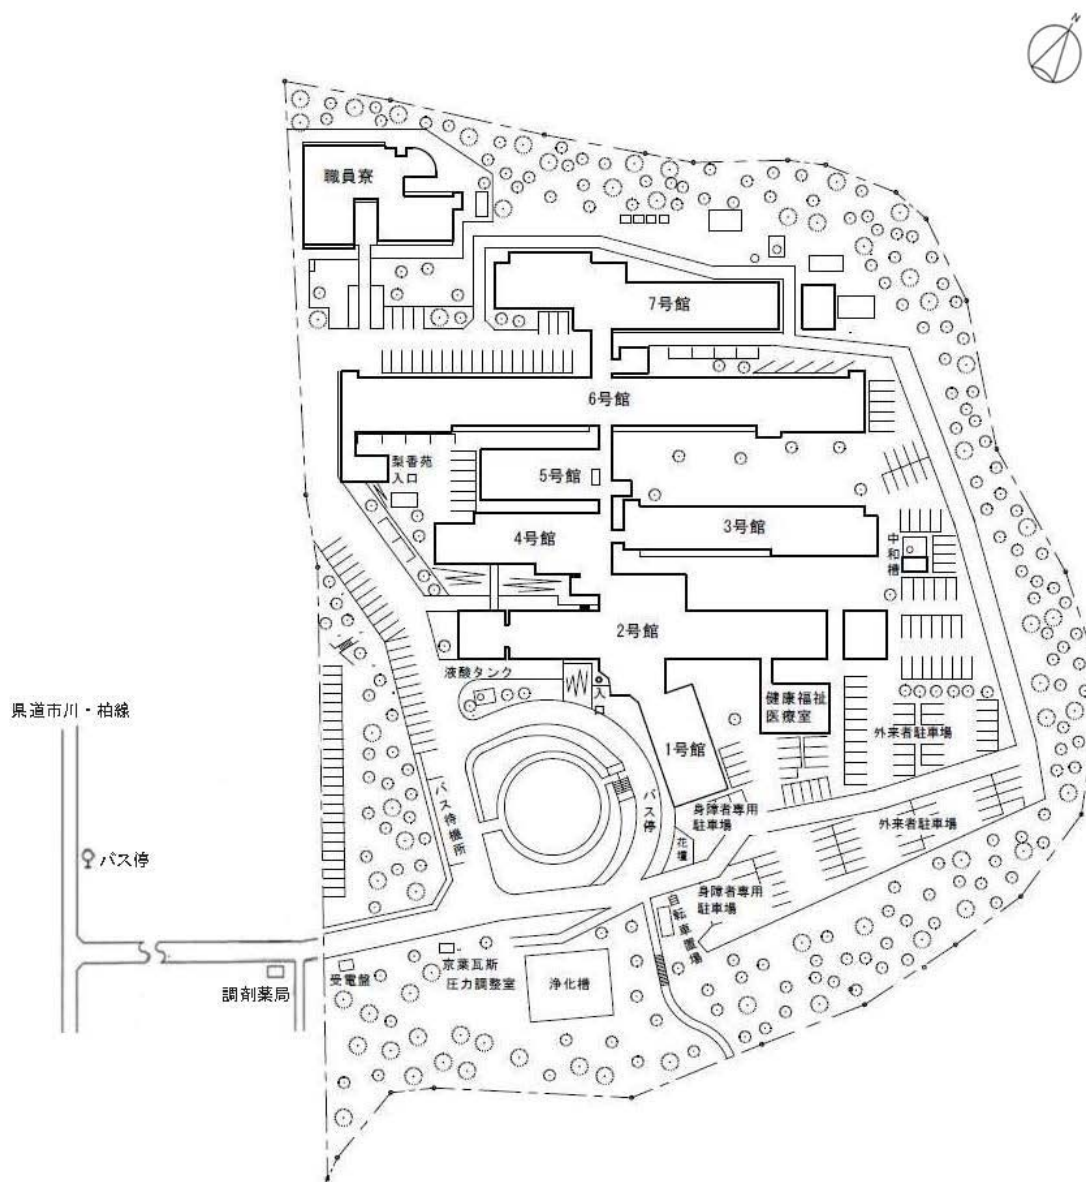 N
職員寮
7号館
6号館
梨香苑
入口
5号館
4号館
3号館
中和槽
2号館
液酸タンク
入口
健康福祉
医療室
県道市川・柏線
1号館
外来者駐車場
バス待機所
バス停
身障者専用
駐車場
外来者駐車場
花壇
バス停
身障者専用
駐車場
自転車置場
受電盤
京葉瓦斯
圧力調整室
浄化槽
調剤薬局